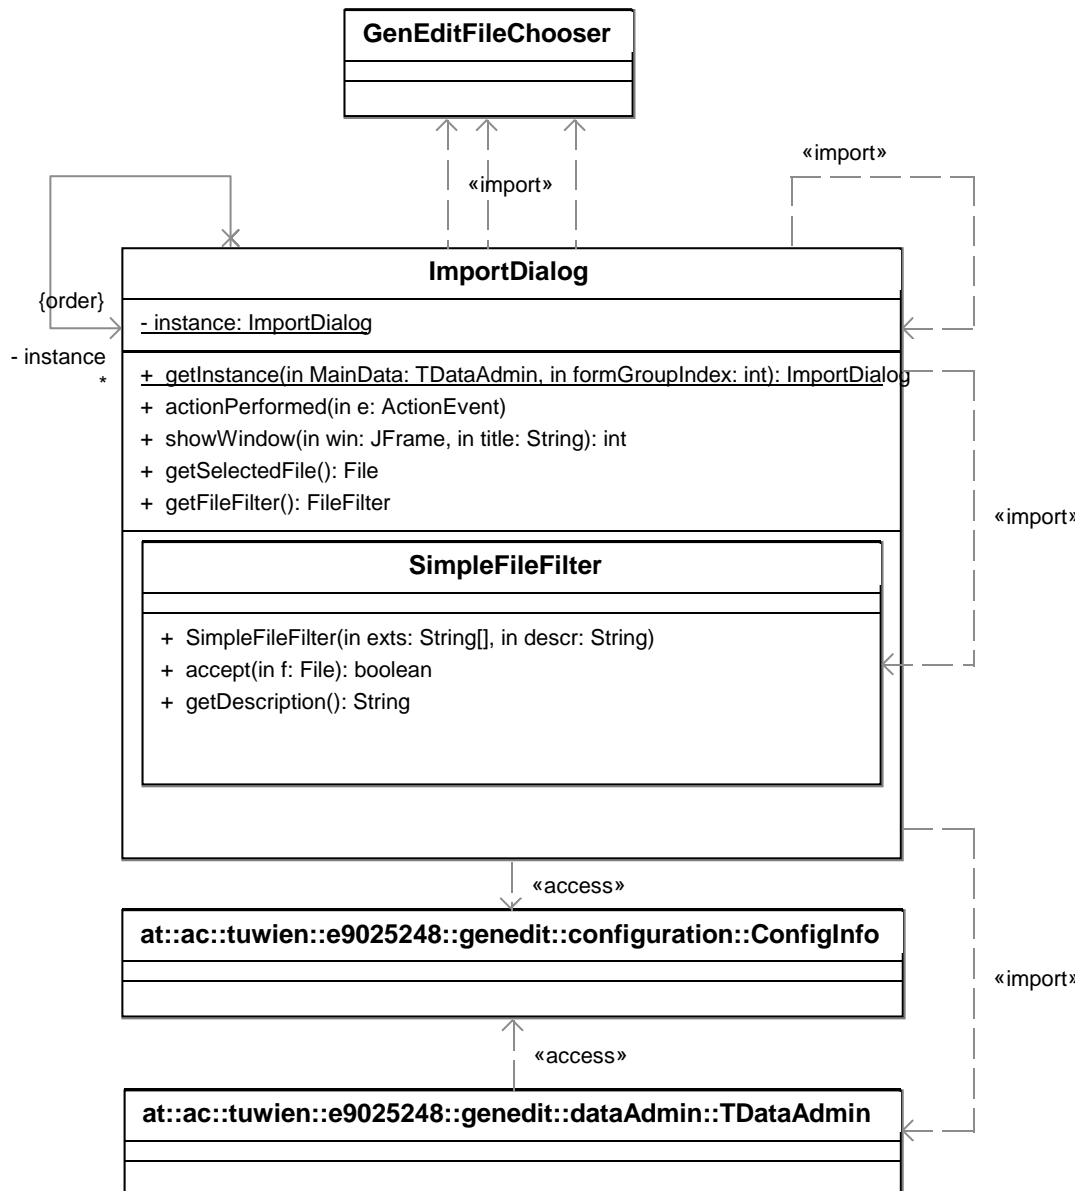 GenEditFileChooser
«import»
«import»
ImportDialog
{order}
- instance: ImportDialog
- instance
*
+ getInstance(in MainData: TDataAdmin, in formGroupIndex: int): ImportDialog
+ actionPerformed(in e: ActionEvent)
+ showWindow(in win: JFrame, in title: String): int
+ getSelectedFile(): File
+ getFileFilter(): FileFilter
«import»
SimpleFileFilter
+ SimpleFileFilter(in exts: String[], in descr: String)
+ accept(in f: File): boolean
+ getDescription(): String
«access»
at::ac::tuwien::e9025248::genedit::configuration::ConfigInfo
«import»
«access»
at::ac::tuwien::e9025248::genedit::dataAdmin::TDataAdmin